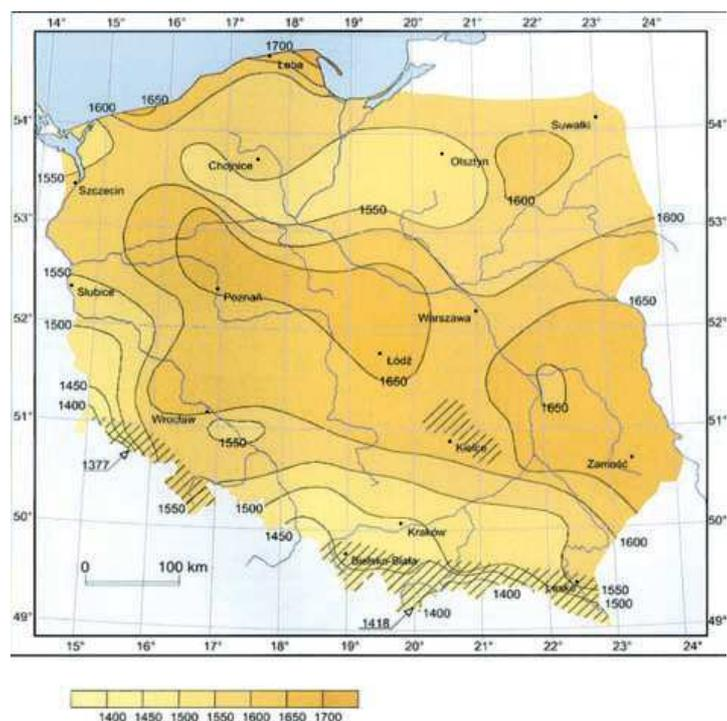 15° 16° 17° 18° 19° 20° 21° 22° 23° 24°
1700
Łeba
1650
1600
54° 54°
Suwałki
Chojnice Olsztyn
1550
Szczecin
1550 1600
53° 1600 53°
1550
Słubice
Poznań
1650
52° Warszawa 52°
1500
Łódź
1650
1450 1650
1400
51° Wrocław 51°
1550 Kielce
Zamość
1377
1550 1500
50° Kraków 50°
1450 1600
0 100 km
Bielsko-Biała
Lesko 1550
1400 1400 1500
49° 1418 49°
15° 16° 17° 18° 19° 20° 21° 22° 23° 24°
1400 1450 1500 1550 1600 1650 1700